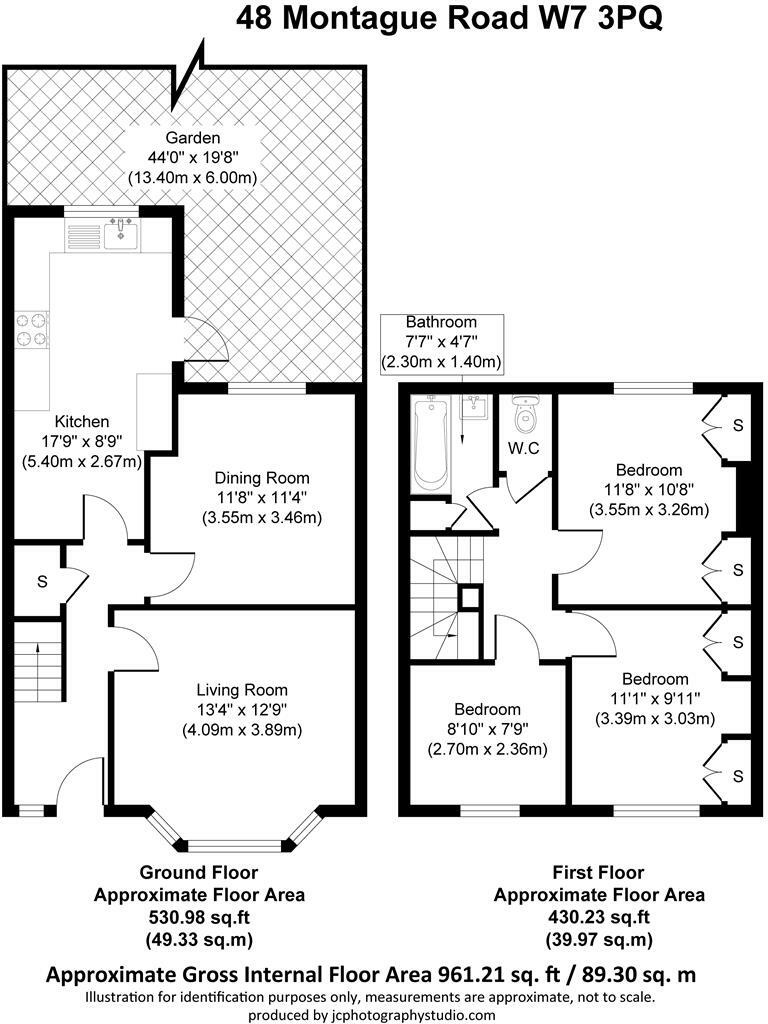 48 Montague Road W7 3PQ
Garden
44'0" x 19'8"
(13.40m x 6.00m)
Kitchen
17'9" x 8'9"
(5.40m x 2.67m)
Dining Room
11'8" x 11'4"
(3.55m x 3.46m)
S
Living Room
13'4" x 12'9"
(4.09m x 3.89m)
Bathroom
7'7" x 4'7"
(2.30m x 1.40m)
W.C
Bedroom
11'8" x 10'8"
(3.55m x 3.26m)
S
S
Bedroom
11'1" x 9'11"
(3.39m x 3.03m)
S
S
Bedroom
8'10" x 7'9"
(2.70m x 2.36m)
Ground Floor
Approximate Floor Area
530.98 sq.ft
(49.33 sq.m)
First Floor
Approximate Floor Area
430.23 sq.ft
(39.97 sq.m)
Approximate Gross Internal Floor Area 961.21 sq. ft / 89.30 sq. m
Illustration for identification purposes only, measurements are approximate, not to scale.
produced by jcphotographystudio.com